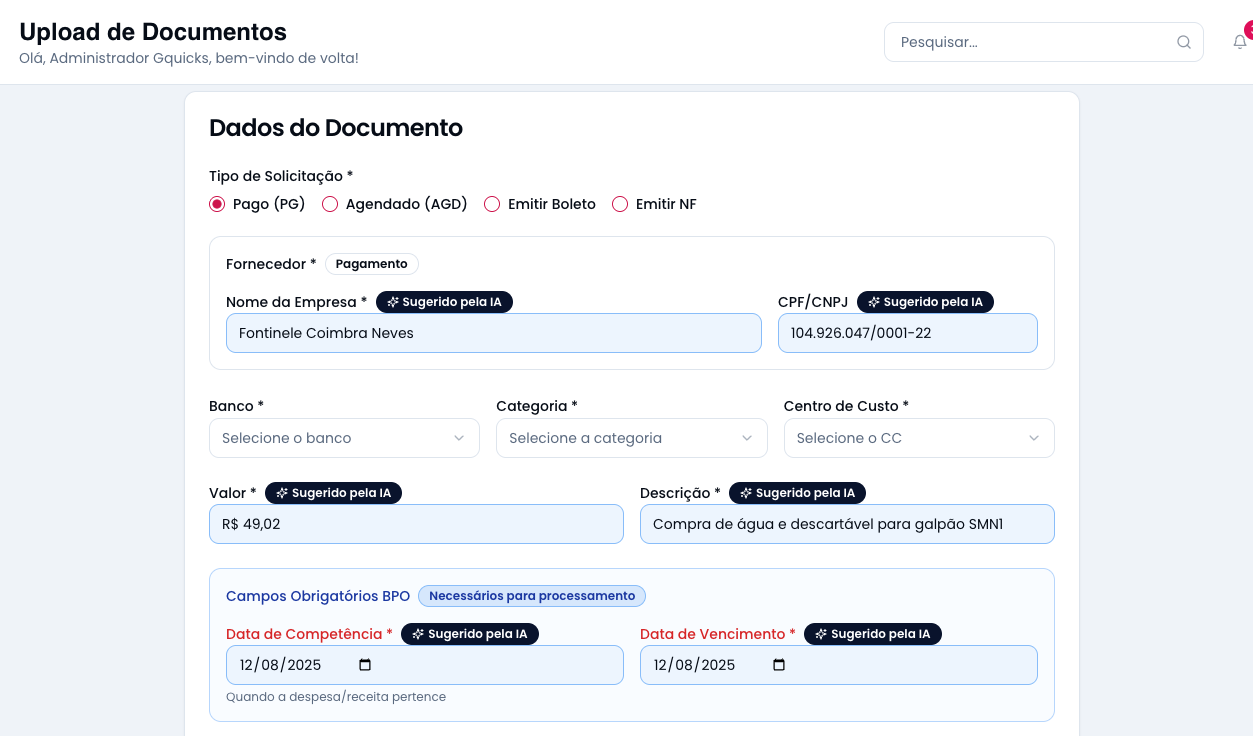 Upload de Documentos
Olá, Administrador Gquicks, bem-vindo de volta!
Pesquisar...
Dados do Documento
Tipo de Solicitação *
Pago (PG) Agendado (AGD) Emitir Boleto Emitir NF
Fornecedor * Pagamento
Nome da Empresa * Sugerido pela IA CPF/CNPJ Sugerido pela IA
Fontinele Coimbra Neves 104.926.047/0001-22
Banco * Categoria * Centro de Custo *
Selecione o banco Selecione a categoria Selecione o CC
Valor * Sugerido pela IA Descrição * Sugerido pela IA
R$ 49,02 Compra de água e descartável para galpão SMN1
Campos Obrigatórios BPO Necessários para processamento
Data de Competência * Sugerido pela IA Data de Vencimento * Sugerido pela IA
12/08/2025 12/08/2025
Quando a despesa/receita pertence